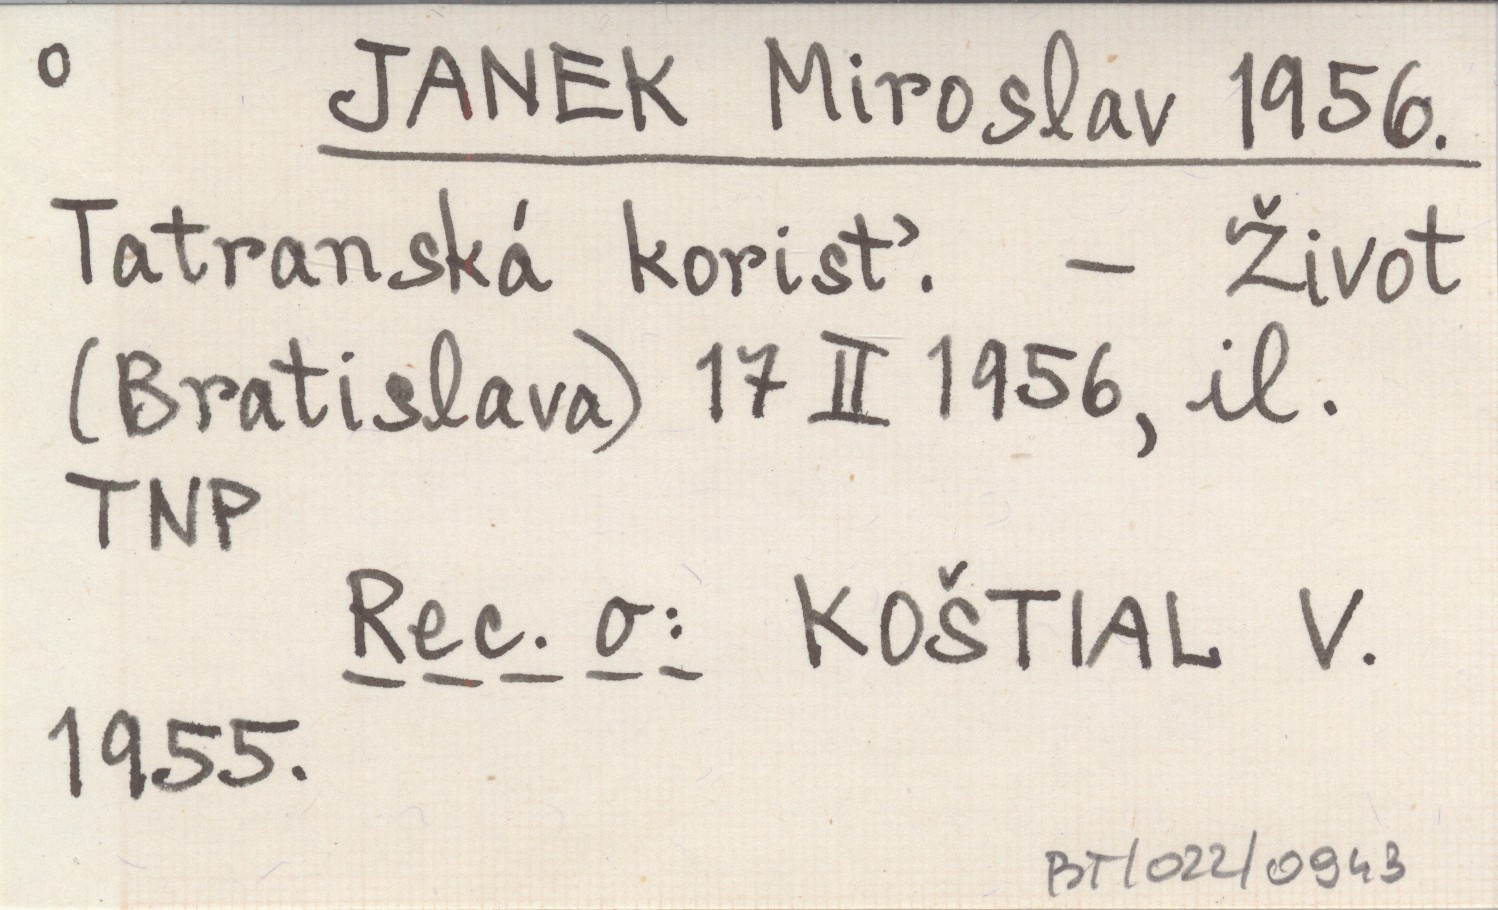 o JANEK Miroslav 1956.
Tatranská korisť. – Život
(Bratislava) 17 II 1956, il.
TNP
Rec. o: KOŠTIAL V.
1955.
BT/022/0943